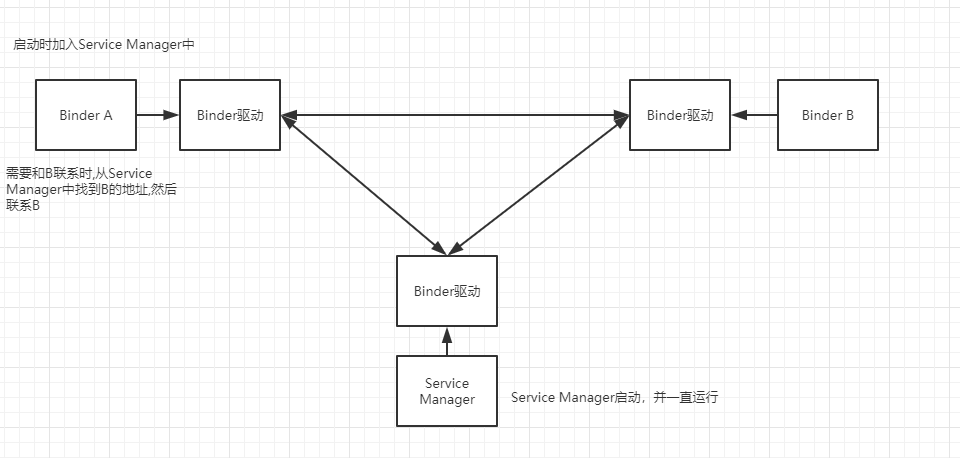 启动时加入Service Manager中
Binder A
Binder驱动
Binder驱动
Binder B
需要和B联系时,从Service
Manager中找到B的地址,然后
联系B
Binder驱动
Service
Manager
Service Manager启动，并一直运行